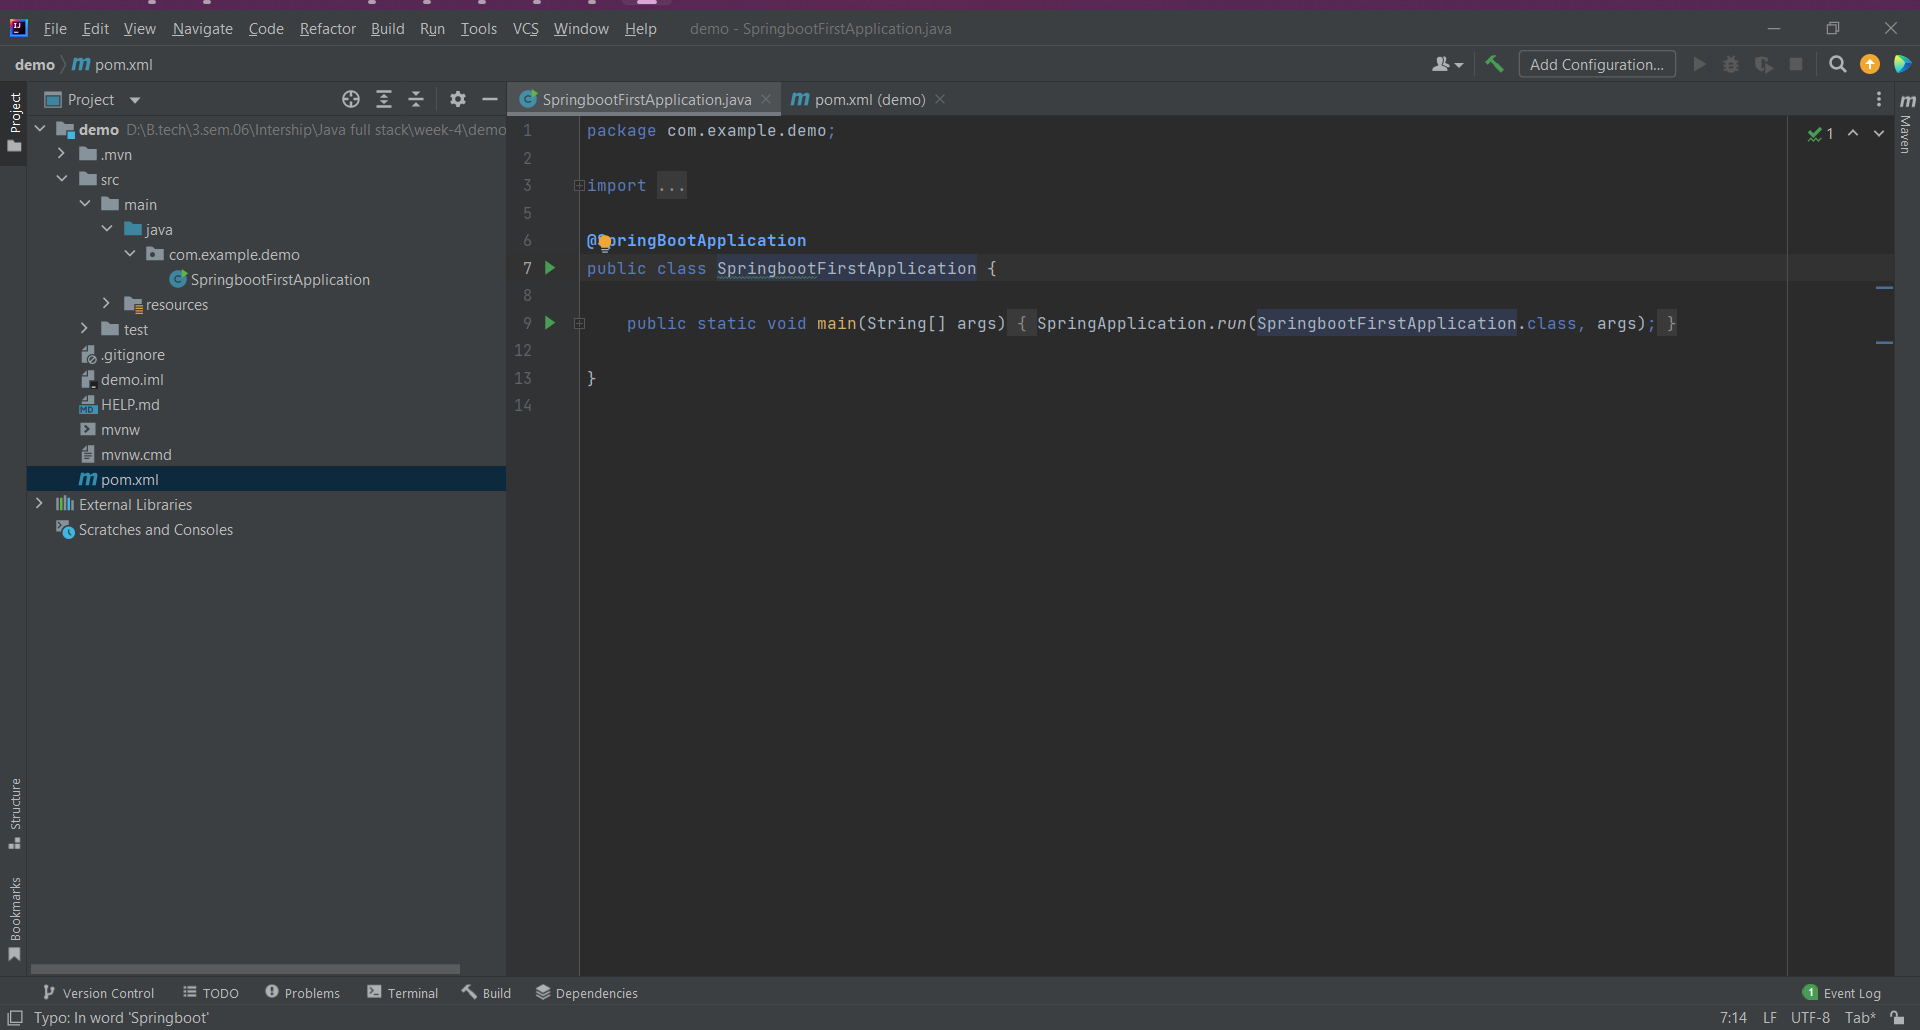 File Edit View Navigate Code Refactor Build Run Tools VCS Window Help demo - SpringbootFirstApplication.java
demo pom.xml Add Configuration...
Project
Project
SpringbootFirstApplication.java
pom.xml (demo)
Maven
demo D:\B.tech\3.sem.06\Intership\Java full stack\week-4\demo
.mvn
src
main
java
com.example.demo
SpringbootFirstApplication
resources
test
.gitignore
demo.iml
HELP.md
mvnw
mvnw.cmd
pom.xml
External Libraries
Scratches and Consoles
1 package com.example.demo;
2
3 import ...
5
6 @SpringBootApplication
7 public class SpringbootFirstApplication {
8
9 public static void main(String[] args) { SpringApplication.run(SpringbootFirstApplication.class, args); }
12
13 }
14
1
Structure
Bookmarks
Version Control TODO Problems Terminal Build Dependencies 1 Event Log
Typo: In word 'Springboot' 7:14 LF UTF-8 Tab*